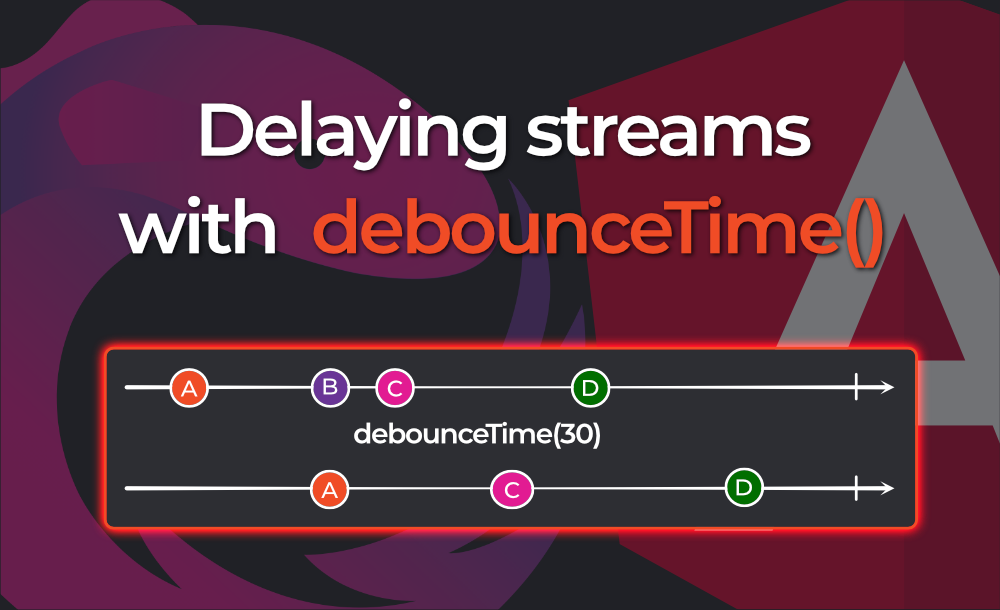 Delaying streams
with debounceTime()
A B C D
debounceTime(30)
A C D